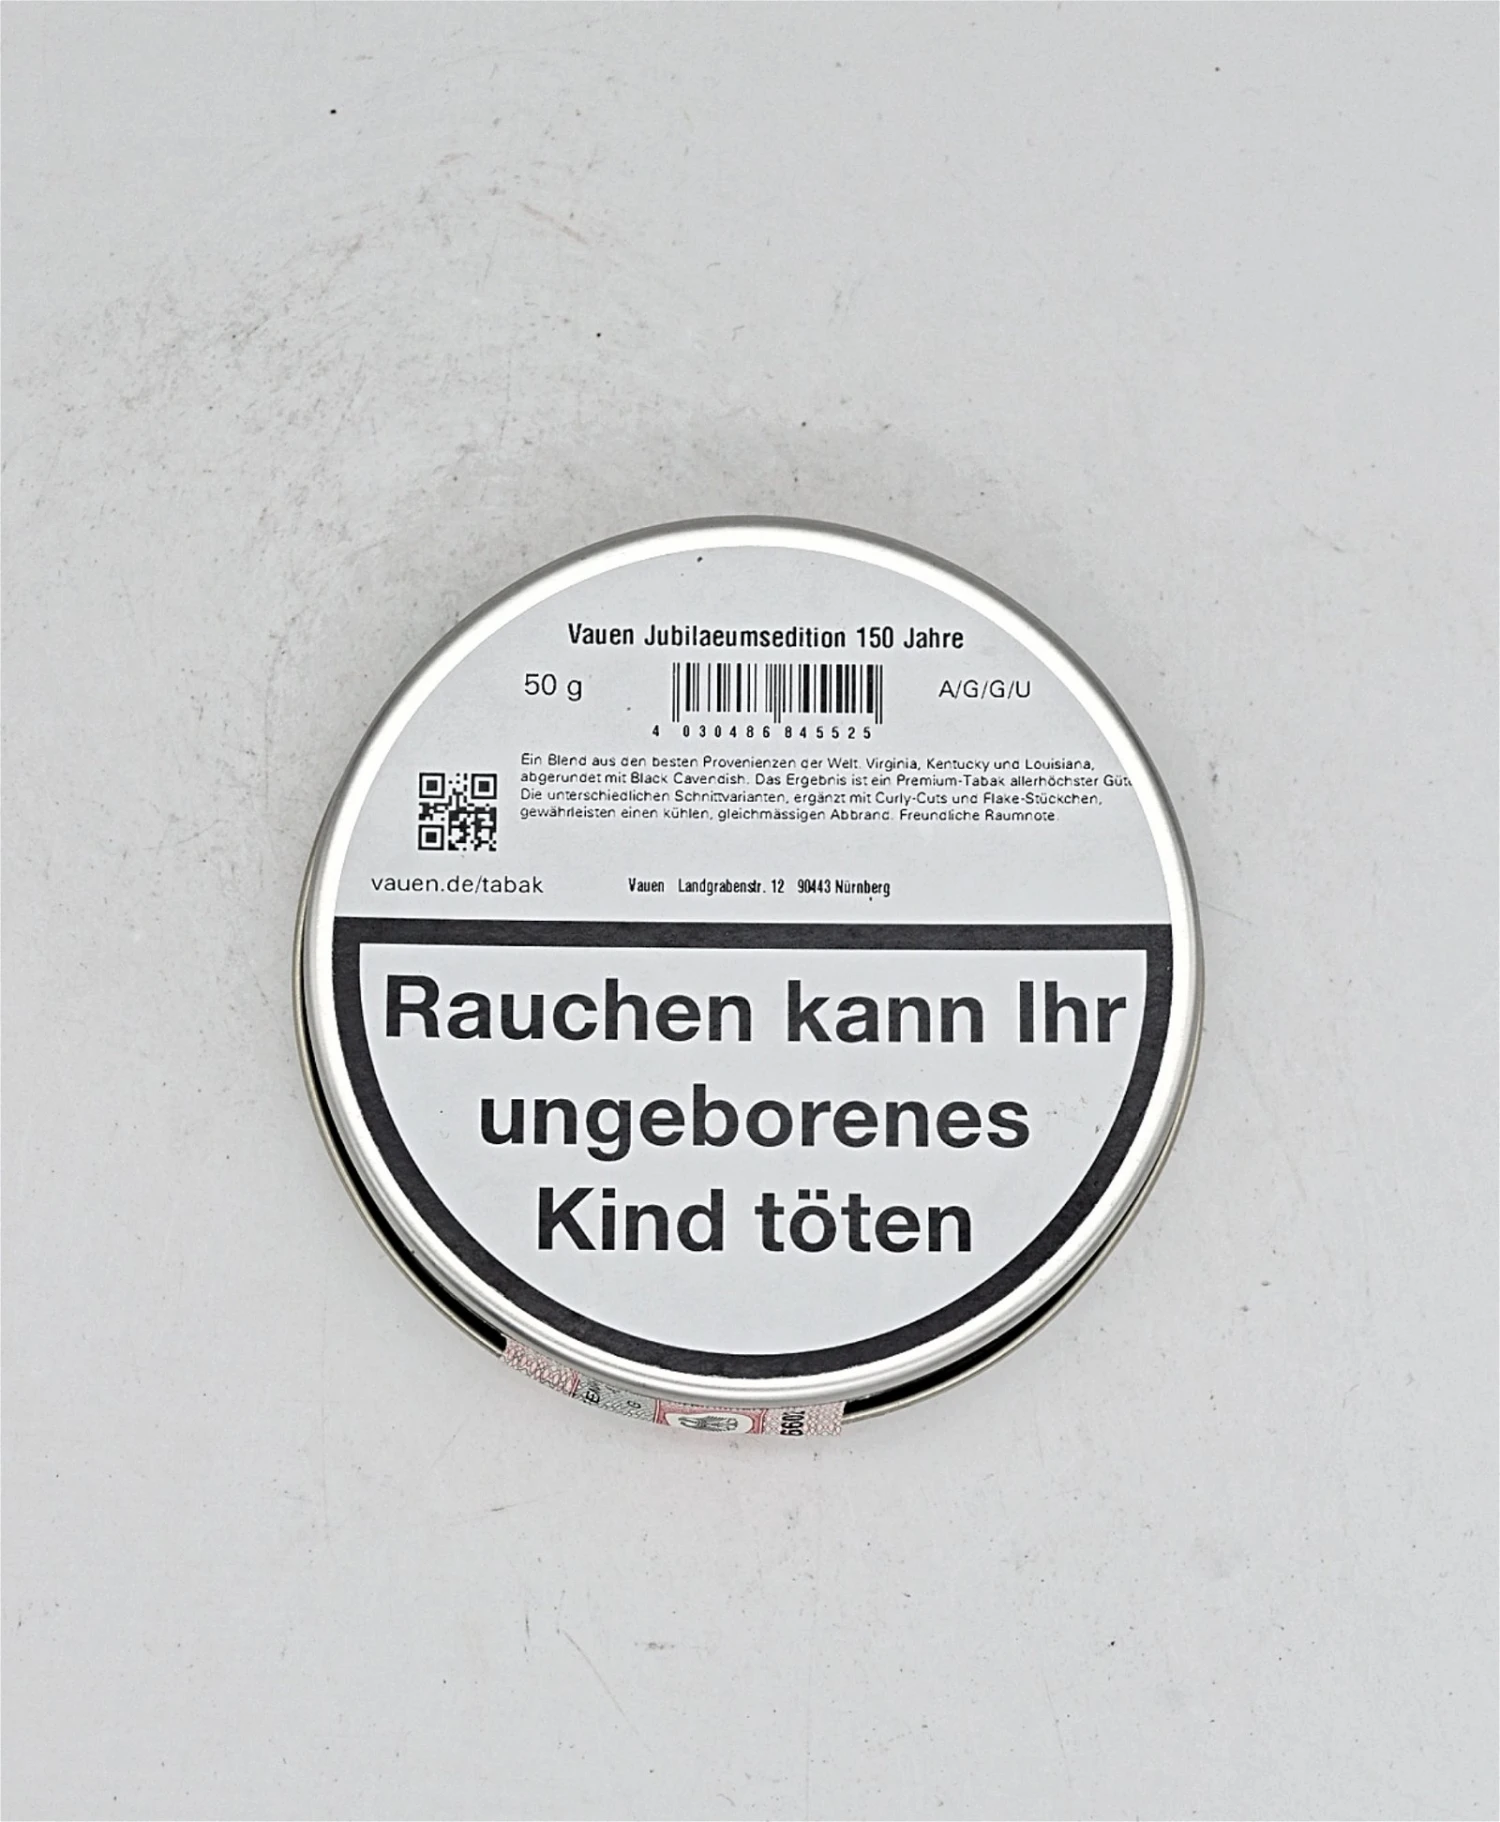 Vauen Jubilaeumsedition 150 Jahre
50 g
A/G/G/U
4 030486 845525
Ein Blend aus den besten Provenienzen der Welt. Virginia, Kentucky und Louisiana,
abgerundet mit Black Cavendish. Das Ergebnis ist ein Premium-Tabak allerhöchster Güte
Die unterschiedlichen Schnittvarianten, ergänzt mit Curly-Cuts und Flake-Stückchen,
gewährleisten einen kühlen, gleichmässigen Abbrand. Freundliche Raumnote.
vauen.de/tabak
Vauen Landgrabenstr. 12 90443 Nürnberg
Rauchen kann Ihr
ungeborenes
Kind töten